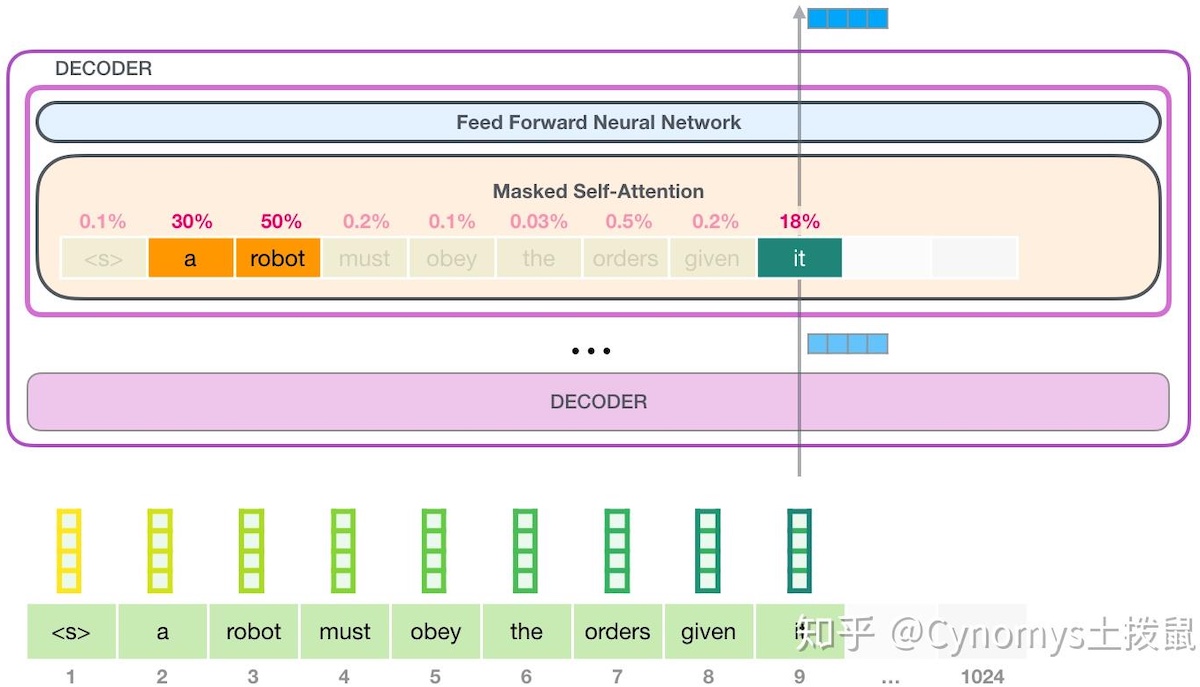 DECODER
Feed Forward Neural Network
Masked Self-Attention
0.1% 30% 50% 0.2% 0.1% 0.03% 0.5% 0.2% 18%
<s> a robot must obey the orders given it
...
DECODER
<s> a robot must obey the orders given it
知乎 @Cynomys土拨鼠
1 2 3 4 5 6 7 8 9 ... 1024